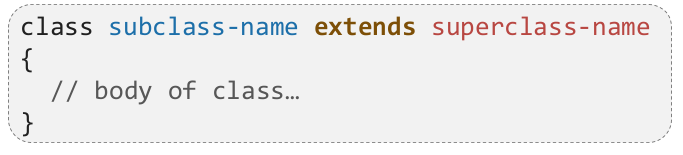 class subclass-name extends superclass-name
{
  // body of class…
}